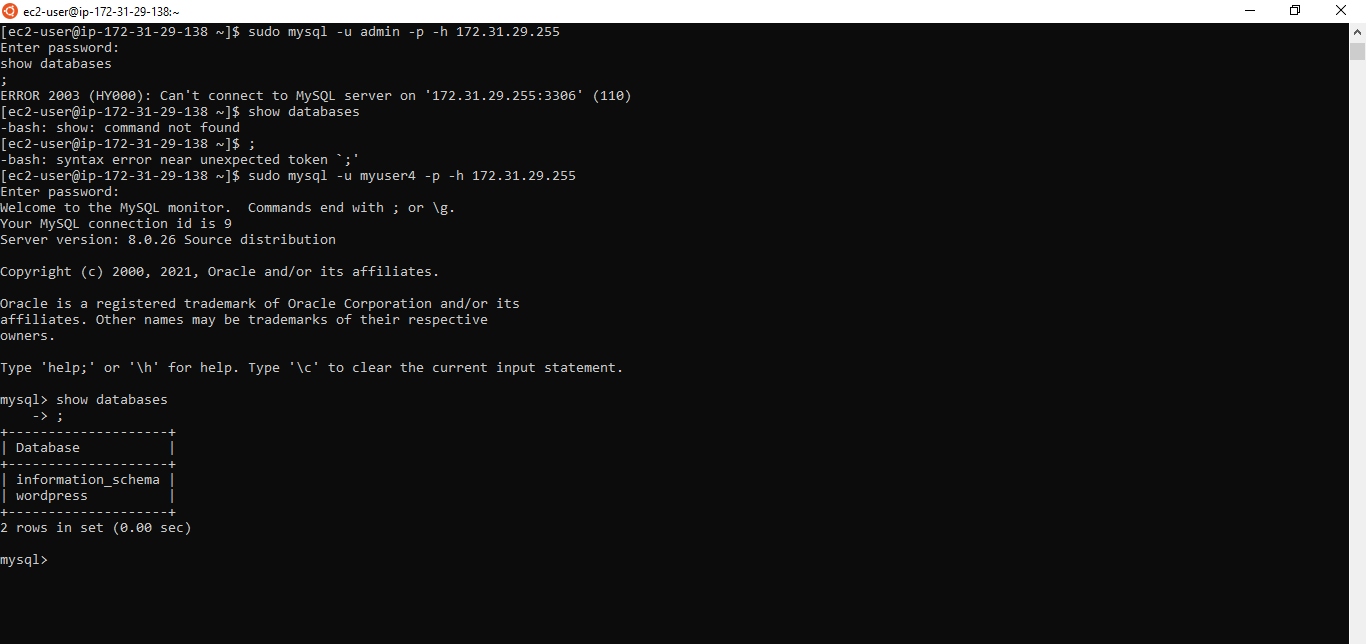 ec2-user@ip-172-31-29-138:~
[ec2-user@ip-172-31-29-138 ~]$ sudo mysql -u admin -p -h 172.31.29.255
Enter password:
show databases
;
ERROR 2003 (HY000): Can't connect to MySQL server on '172.31.29.255:3306' (110)
[ec2-user@ip-172-31-29-138 ~]$ show databases
-bash: show: command not found
[ec2-user@ip-172-31-29-138 ~]$ ;
-bash: syntax error near unexpected token `;'
[ec2-user@ip-172-31-29-138 ~]$ sudo mysql -u myuser4 -p -h 172.31.29.255
Enter password:
Welcome to the MySQL monitor.  Commands end with ; or \g.
Your MySQL connection id is 9
Server version: 8.0.26 Source distribution

Copyright (c) 2000, 2021, Oracle and/or its affiliates.

Oracle is a registered trademark of Oracle Corporation and/or its
affiliates. Other names may be trademarks of their respective
owners.

Type 'help;' or '\h' for help. Type '\c' to clear the current input statement.

mysql> show databases
    -> ;
+--------------------+
| Database           |
+--------------------+
| information_schema |
| wordpress          |
+--------------------+
2 rows in set (0.00 sec)

mysql>